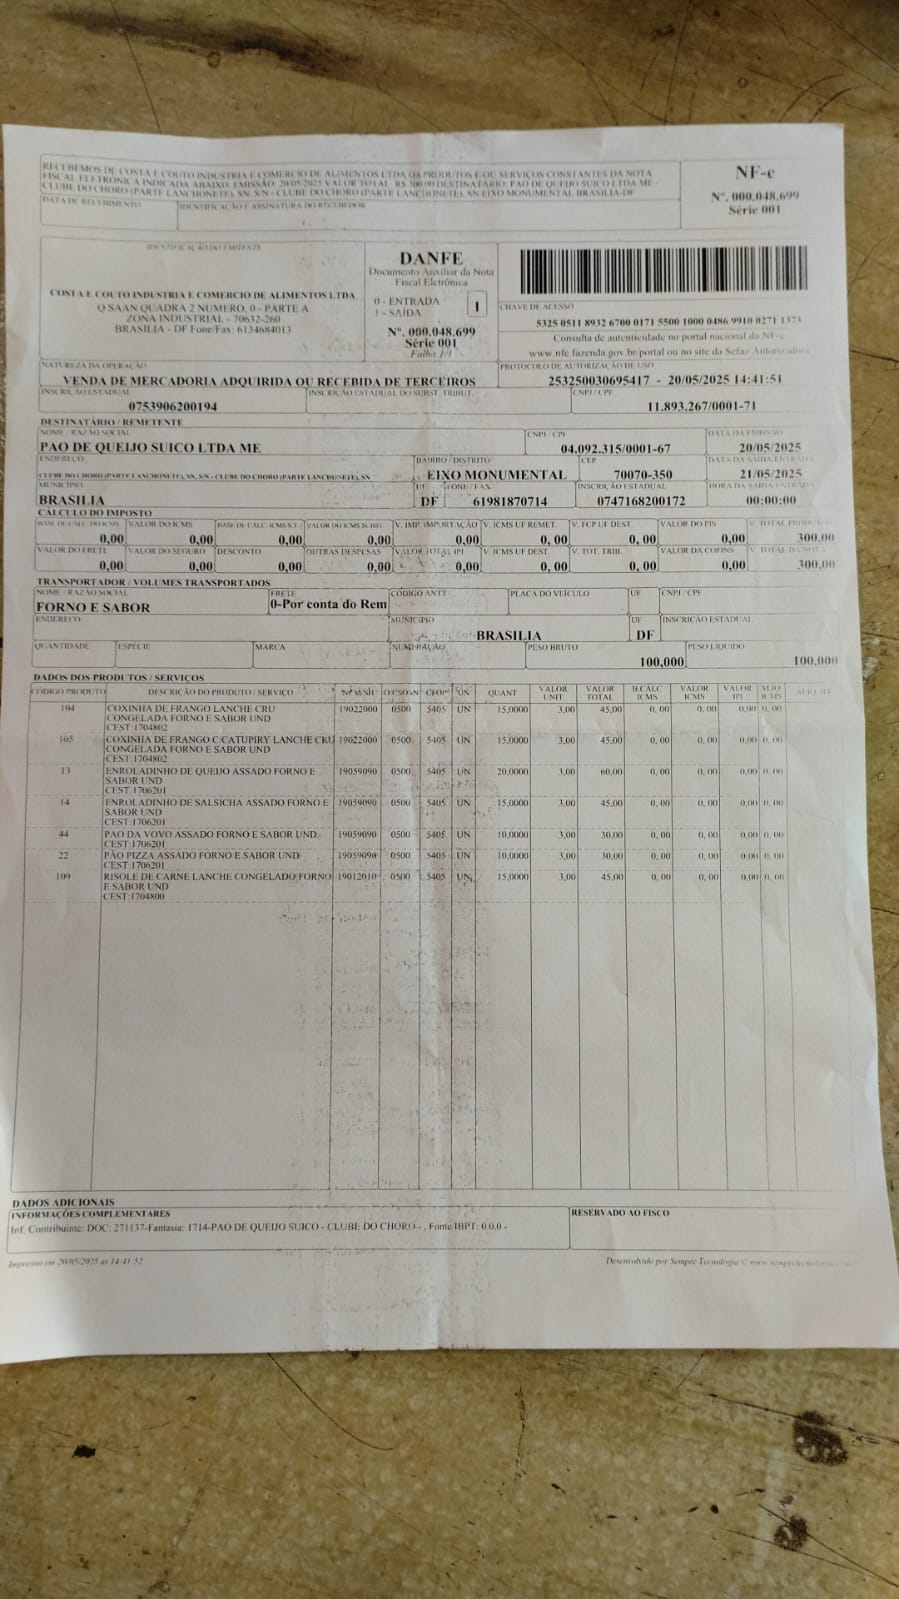 RECEBEMOS DE COSTA E COUTO INDUSTRIA E COMERCIO DE ALIMENTOS LTDA OS PRODUTOS E/OU SERVIÇOS CONSTANTES DA NOTA
FISCAL ELETRONICA INDICADA ABAIXO. EMISSÃO: 20/05/2025 VALOR TOTAL: R$ 300,00 DESTINATÁRIO: PAO DE QUEIJO SUICO LTDA ME -
CLUBE DO CHORO (PARTE LANCHONETE), SN, S/N - CLUBE DO CHORO (PARTE LANCHONETE), SN EIXO MONUMENTAL BRASILIA-DF
DATA DE RECEBIMENTO IDENTIFICAÇÃO E ASSINATURA DO RECEBEDOR
NF-e
Nº. 000.048.699
Série 001
IDENTIFICAÇÃO DO EMITENTE
COSTA E COUTO INDUSTRIA E COMERCIO DE ALIMENTOS LTDA
Q SAAN QUADRA 2 NUMERO, 0 - PARTE A
ZONA INDUSTRIAL - 70632-260
BRASILIA - DF Fone/Fax: 6134684013
DANFE
Documento Auxiliar da Nota
Fiscal Eletrônica
0 - ENTRADA
1 - SAÍDA
1
Nº. 000.048.699
Série 001
Folha 1/1
CHAVE DE ACESSO
5325 0511 8932 6700 0171 5500 1000 0486 9910 0271 1373
Consulta de autenticidade no portal nacional da NF-e
www.nfe.fazenda.gov.br/portal ou no site da Sefaz Autorizadora
NATUREZA DA OPERAÇÃO PROTOCOLO DE AUTORIZAÇÃO DE USO
VENDA DE MERCADORIA ADQUIRIDA OU RECEBIDA DE TERCEIROS 253250030695417 - 20/05/2025 14:41:51
INSCRIÇÃO ESTADUAL INSCRIÇÃO ESTADUAL DO SUBST. TRIBUT. CNPJ / CPF
0753906200194 11.893.267/0001-71
DESTINATÁRIO / REMETENTE
NOME / RAZÃO SOCIAL CNPJ / CPF DATA DA EMISSÃO
PAO DE QUEIJO SUICO LTDA ME 04.092.315/0001-67 20/05/2025
ENDEREÇO BAIRRO / DISTRITO CEP DATA DA SAÍDA/ENTRADA
CLUBE DO CHORO (PARTE LANCHONETE), SN, S/N - CLUBE DO CHORO (PARTE LANCHONETE), SN EIXO MONUMENTAL 70070-350 21/05/2025
MUNICÍPIO UF FONE/FAX INSCRIÇÃO ESTADUAL HORA DA SAÍDA/ENTRADA
BRASILIA DF 61981870714 0747168200172 00:00:00
CÁLCULO DO IMPOSTO
BASE DE CÁLC. DO ICMS VALOR DO ICMS BASE DE CÁLC. ICMS S.T. VALOR DO ICMS SUBST. V. IMP. IMPORTAÇÃO V. ICMS UF REMET. V. FCP UF DEST. VALOR DO PIS V. TOTAL PRODUTOS
0,00 0,00 0,00 0,00 0,00 0, 00 0, 00 0,00 300,00
VALOR DO FRETE VALOR DO SEGURO DESCONTO OUTRAS DESPESAS VALOR TOTAL IPI V. ICMS UF DEST. V. TOT. TRIB. VALOR DA COFINS V. TOTAL DA NOTA
0,00 0,00 0,00 0,00 0,00 0, 00 0, 00 0,00 300,00
TRANSPORTADOR / VOLUMES TRANSPORTADOS
NOME / RAZÃO SOCIAL FRETE CÓDIGO ANTT PLACA DO VEÍCULO UF CNPJ / CPF
FORNO E SABOR 0-Por conta do Rem
ENDEREÇO MUNICÍPIO UF INSCRIÇÃO ESTADUAL
BRASILIA DF
QUANTIDADE ESPÉCIE MARCA NUMERAÇÃO PESO BRUTO PESO LÍQUIDO
100,000 100,000
DADOS DOS PRODUTOS / SERVIÇOS
CÓDIGO PRODUTO DESCRIÇÃO DO PRODUTO / SERVIÇO NCM/SH O/CSOSN CFOP UN QUANT VALOR UNIT VALOR TOTAL B.CÁLC ICMS VALOR ICMS VALOR IPI ALÍQ. ICMS ALÍQ. IPI
104 COXINHA DE FRANGO LANCHE CRU 19022000 0500 5405 UN 15,0000 3,00 45,00 0, 00 0, 00 0,00 0, 00
CONGELADA FORNO E SABOR UND
CEST:1704802
105 COXINHA DE FRANGO C/CATUPIRY LANCHE CRU 19022000 0500 5405 UN 15,0000 3,00 45,00 0, 00 0, 00 0,00 0, 00
CONGELADA FORNO E SABOR UND
CEST:1704802
13 ENROLADINHO DE QUEIJO ASSADO FORNO E 19059090 0500 5405 UN 20,0000 3,00 60,00 0, 00 0, 00 0,00 0, 00
SABOR UND
CEST:1706201
14 ENROLADINHO DE SALSICHA ASSADO FORNO E 19059090 0500 5405 UN 15,0000 3,00 45,00 0, 00 0, 00 0,00 0, 00
SABOR UND
CEST:1706201
44 PAO DA VOVO ASSADO FORNO E SABOR UND 19059090 0500 5405 UN 10,0000 3,00 30,00 0, 00 0, 00 0,00 0, 00
CEST:1706201
22 PÃO PIZZA ASSADO FORNO E SABOR UND 19059090 0500 5405 UN 10,0000 3,00 30,00 0, 00 0, 00 0,00 0, 00
CEST:1706201
109 RISOLE DE CARNE LANCHE CONGELADO FORNO 19012010 0500 5405 UN 15,0000 3,00 45,00 0, 00 0, 00 0,00 0, 00
E SABOR UND
CEST:1704800
DADOS ADICIONAIS
INFORMAÇÕES COMPLEMENTARES RESERVADO AO FISCO
Inf. Contribuinte: DOC: 271137-Fantasia: 1714-PAO DE QUEIJO SUICO - CLUBE DO CHORO - , Fonte IBPT: 0.0.0 -
Impresso em 20/05/2025 as 14:41:52 Desenvolvido por Sempre Tecnologia ©